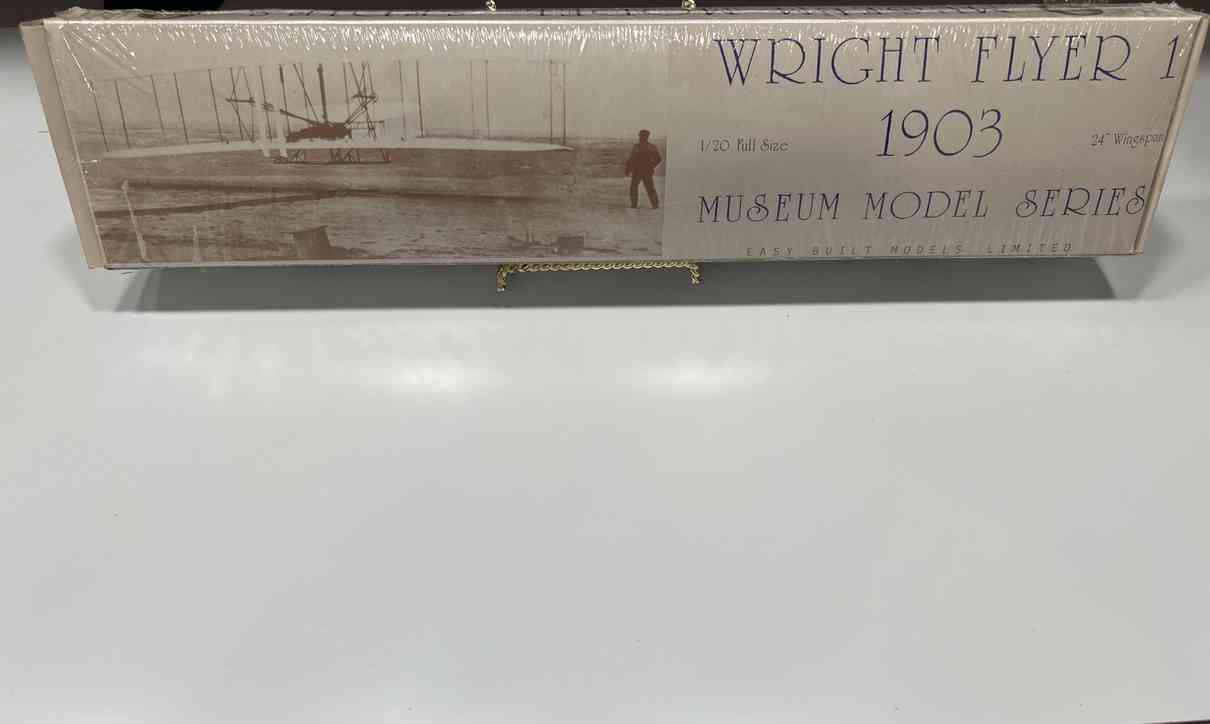 WRIGHT FLYER 1
1903
1/20 Full Size
24" Wingspan
MUSEUM MODEL SERIES
EASY BUILT MODELS LIMITED